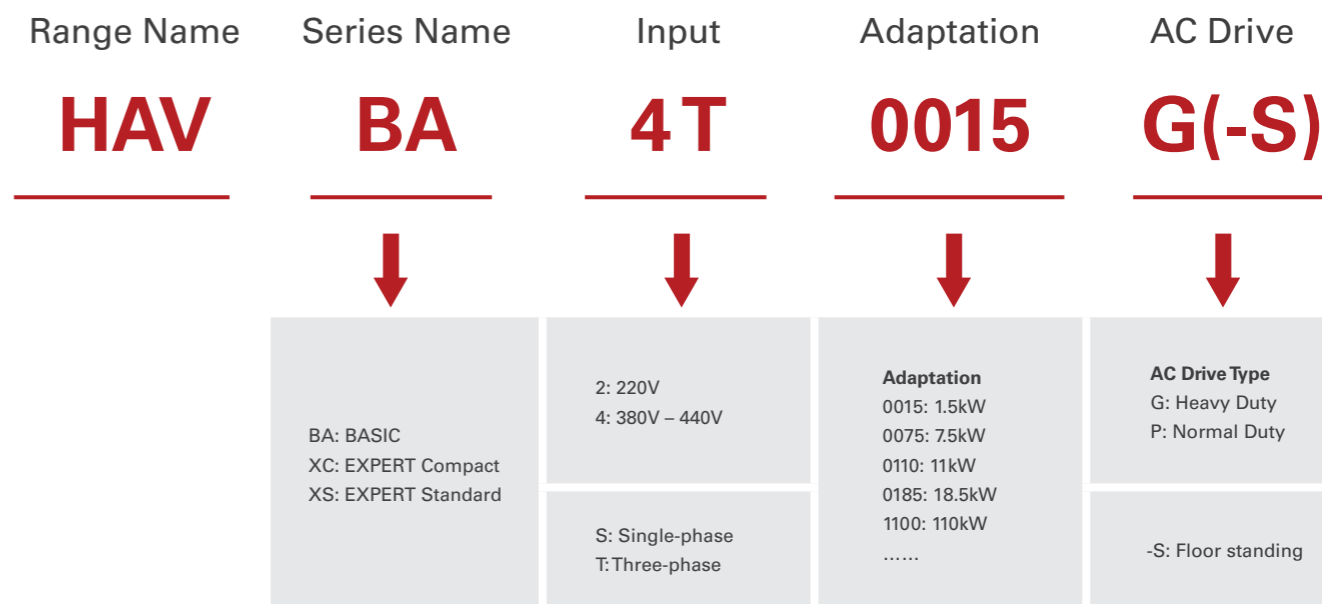 Range Name
Series Name
Input
Adaptation
AC Drive
HAV
BA
4T
0015
G(-S)
BA: BASIC
XC: EXPERT Compact
XS: EXPERT Standard
2: 220V
4: 380V – 440V
S: Single-phase
T: Three-phase
Adaptation
0015: 1.5kW
0075: 7.5kW
0110: 11kW
0185: 18.5kW
1100: 110kW
……
AC Drive Type
G: Heavy Duty
P: Normal Duty
-S: Floor standing